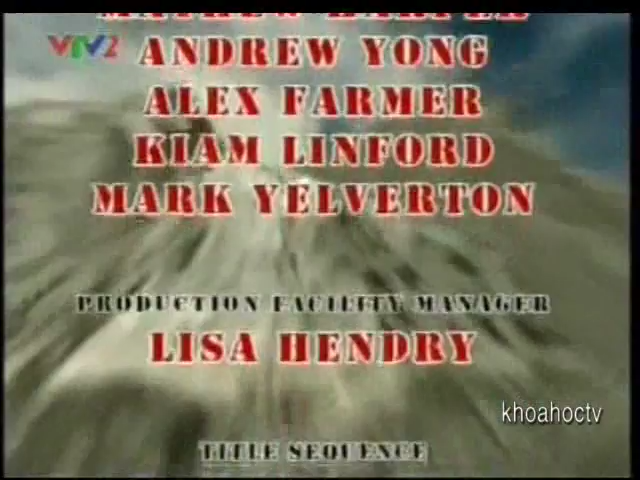 VTV2
ANDREW YONG
ALEX FARMER
KIAM LINFORD
MARK YELVERTON
PRODUCTION FACILITY MANAGER
LISA HENDRY
khoahoctv
TITLE SEQUENCE